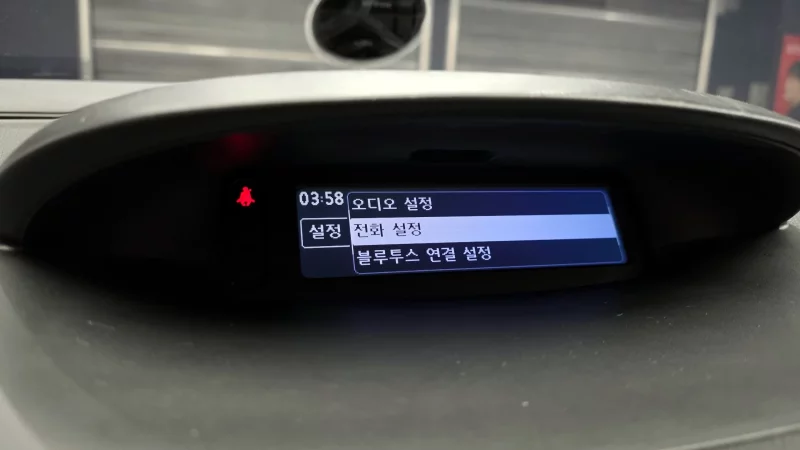 03:58
설정
오디오 설정
전화 설정
블루투스 연결 설정